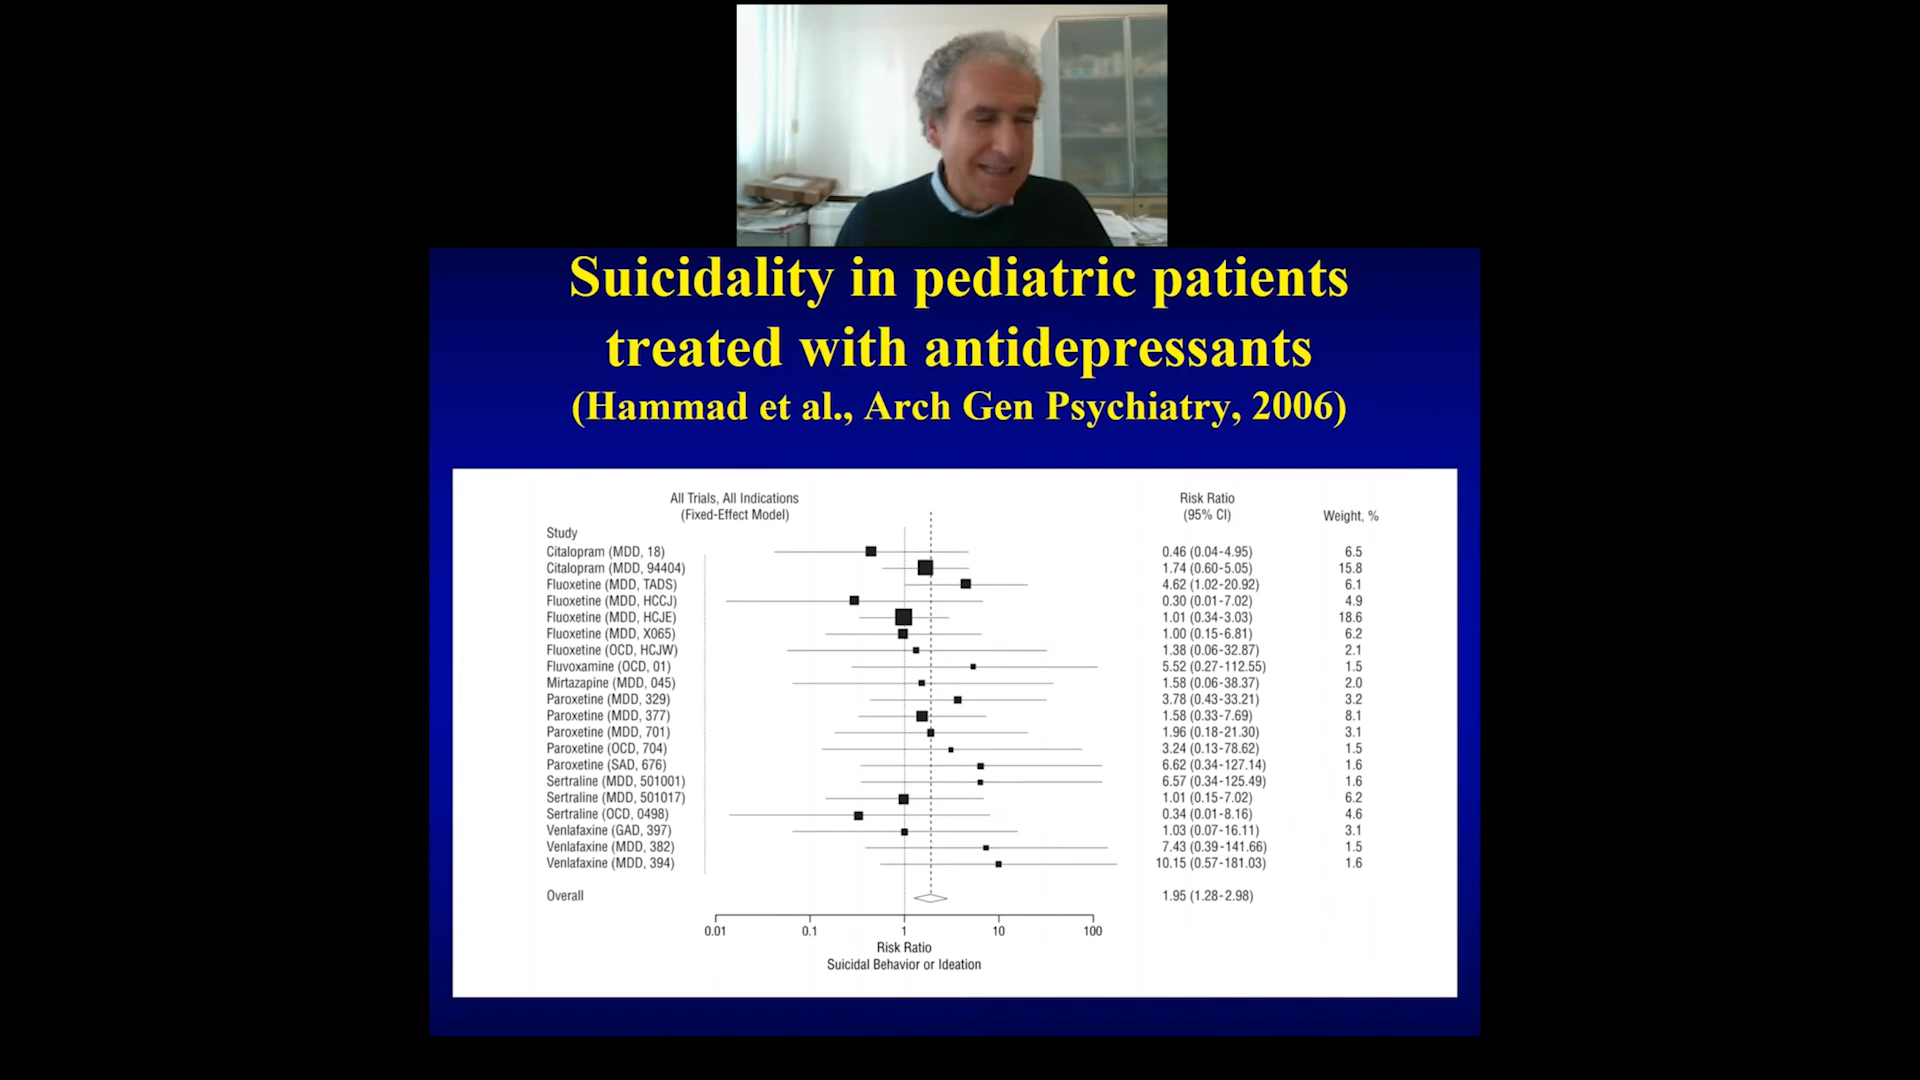 Suicidality in pediatric patients
treated with antidepressants
(Hammad et al., Arch Gen Psychiatry, 2006)
All Trials, All Indications
(Fixed-Effect Model)
Risk Ratio
(95% CI)
Weight, %
Study
Citalopram (MDD, 18) 0.46 (0.04-4.95) 6.5
Citalopram (MDD, 94404) 1.74 (0.60-5.05) 15.8
Fluoxetine (MDD, TADS) 4.62 (1.02-20.92) 6.1
Fluoxetine (MDD, HCCJ) 0.30 (0.01-7.02) 4.9
Fluoxetine (MDD, HCJE) 1.01 (0.34-3.03) 18.6
Fluoxetine (MDD, X065) 1.00 (0.15-6.81) 6.2
Fluoxetine (OCD, HCJW) 1.38 (0.06-32.87) 2.1
Fluvoxamine (OCD, 01) 5.52 (0.27-112.55) 1.5
Mirtazapine (MDD, 045) 1.58 (0.06-38.37) 2.0
Paroxetine (MDD, 329) 3.78 (0.43-33.21) 3.2
Paroxetine (MDD, 377) 1.58 (0.33-7.69) 8.1
Paroxetine (MDD, 701) 1.96 (0.18-21.30) 3.1
Paroxetine (OCD, 704) 3.24 (0.13-78.62) 1.5
Paroxetine (SAD, 676) 6.62 (0.34-127.14) 1.6
Sertraline (MDD, 501001) 6.57 (0.34-125.49) 1.6
Sertraline (MDD, 501017) 1.01 (0.15-7.02) 6.2
Sertraline (OCD, 0498) 0.34 (0.01-8.16) 4.6
Venlafaxine (GAD, 397) 1.03 (0.07-16.11) 3.1
Venlafaxine (MDD, 382) 7.43 (0.39-141.66) 1.5
Venlafaxine (MDD, 394) 10.15 (0.57-181.03) 1.6
Overall 1.95 (1.28-2.98)
0.01 0.1 1 10 100
Risk Ratio
Suicidal Behavior or Ideation